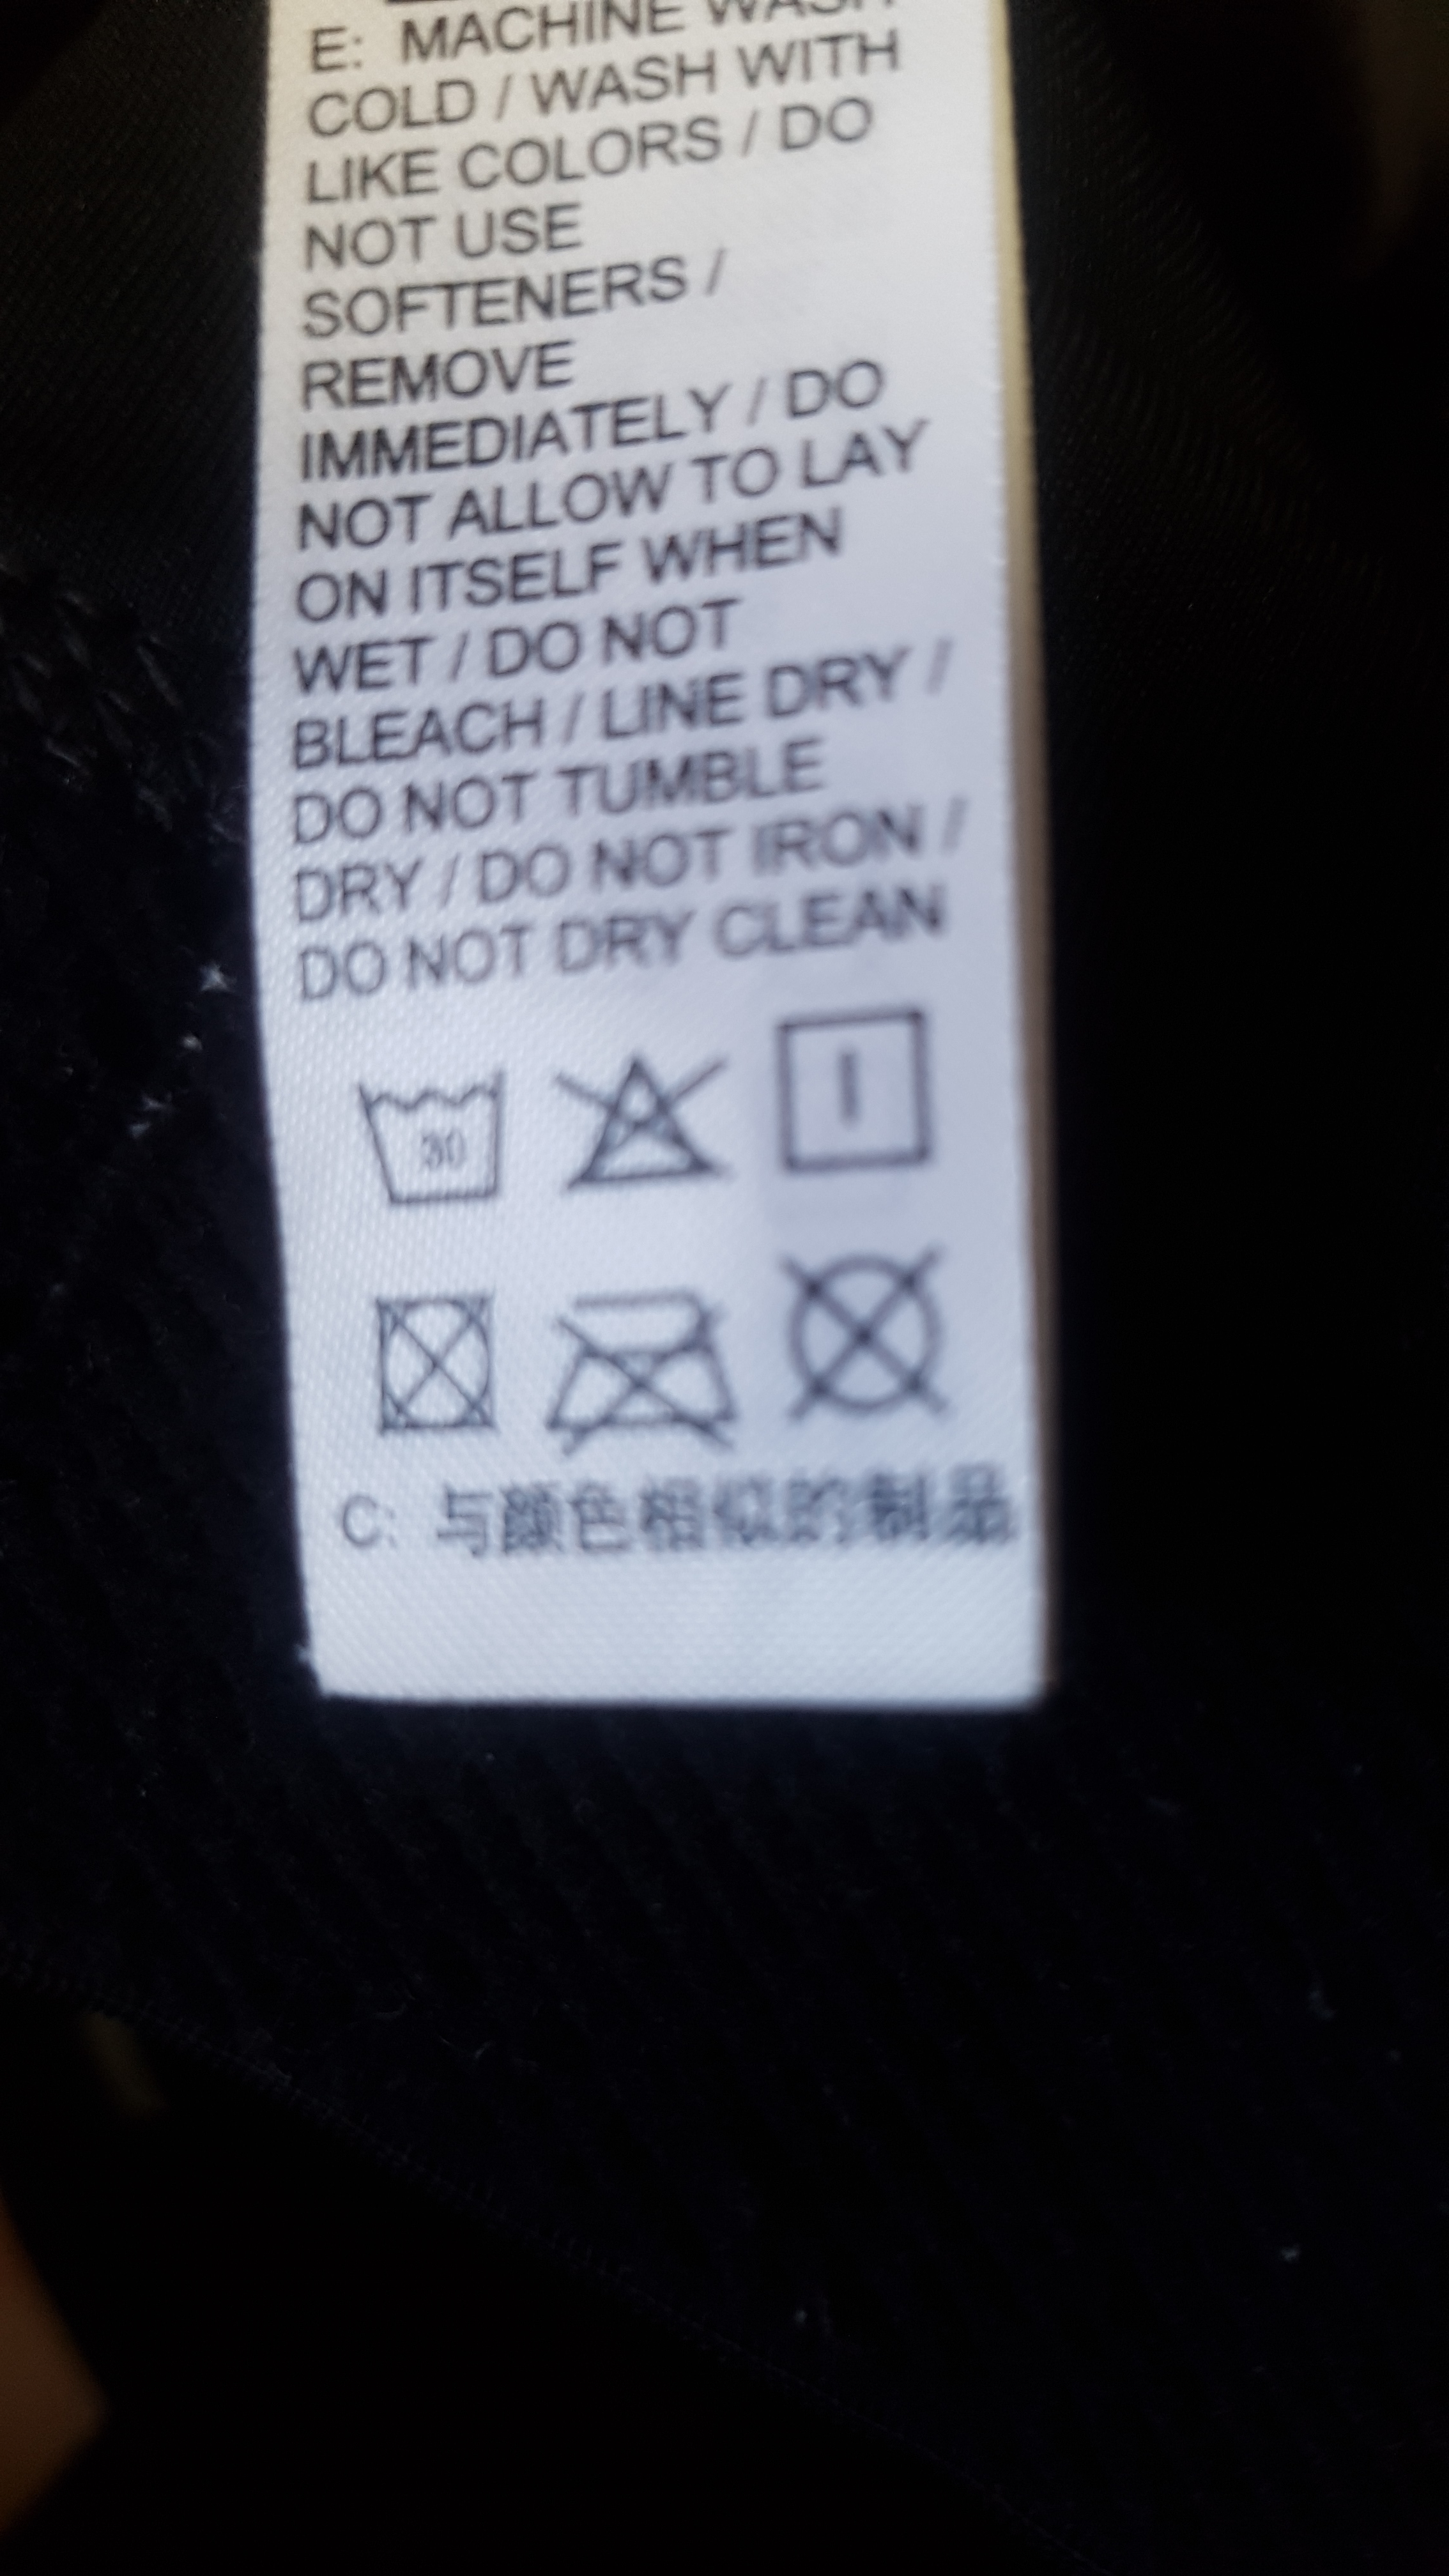 E: MACHINE WASH
COLD / WASH WITH
LIKE COLORS / DO
NOT USE
SOFTENERS /
REMOVE
IMMEDIATELY / DO
NOT ALLOW TO LAY
ON ITSELF WHEN
WET / DO NOT
BLEACH / LINE DRY /
DO NOT TUMBLE
DRY / DO NOT IRON /
DO NOT DRY CLEAN
30
C: 与颜色相似的制品